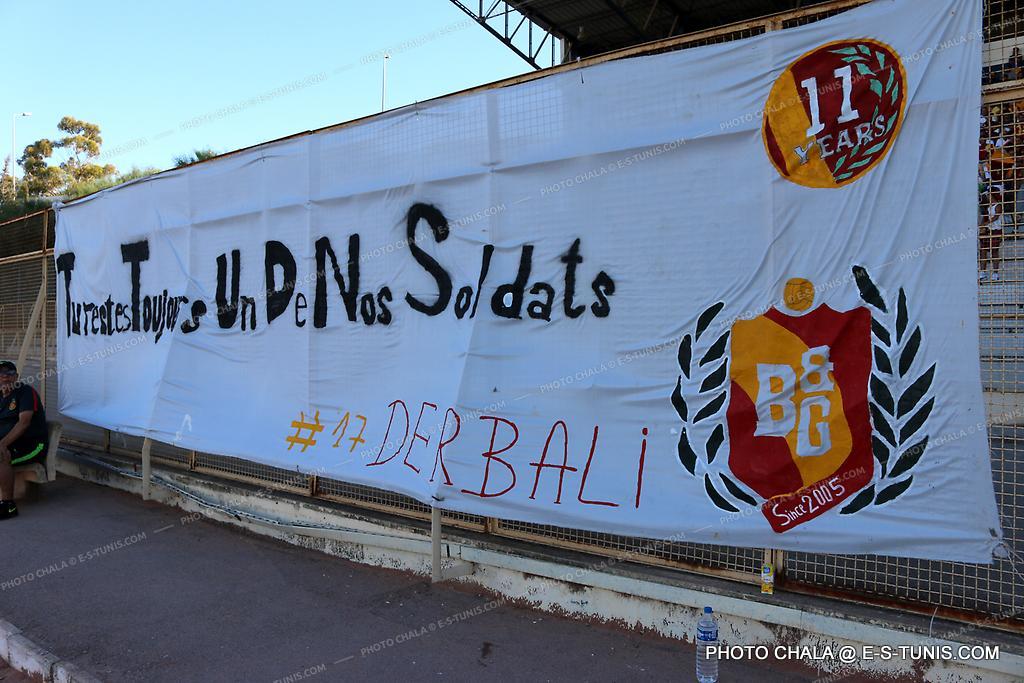 11
YEARS
Tu restes Toujours Un De Nos Soldats
B&G
#17 DERBALi
Since 2005
PHOTO CHALA @ E-S-TUNIS.COM